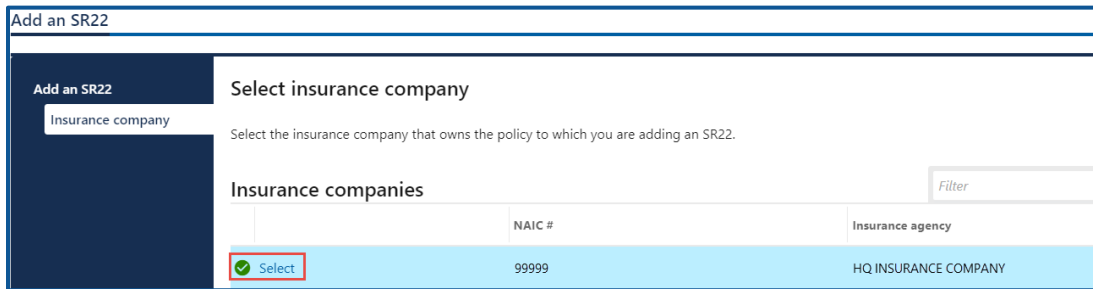 Add an SR22
Add an SR22
Insurance company
Select insurance company
Select the insurance company that owns the policy to which you are adding an SR22.
Insurance companies
Filter
NAIC # Insurance agency
Select 99999 HQ INSURANCE COMPANY